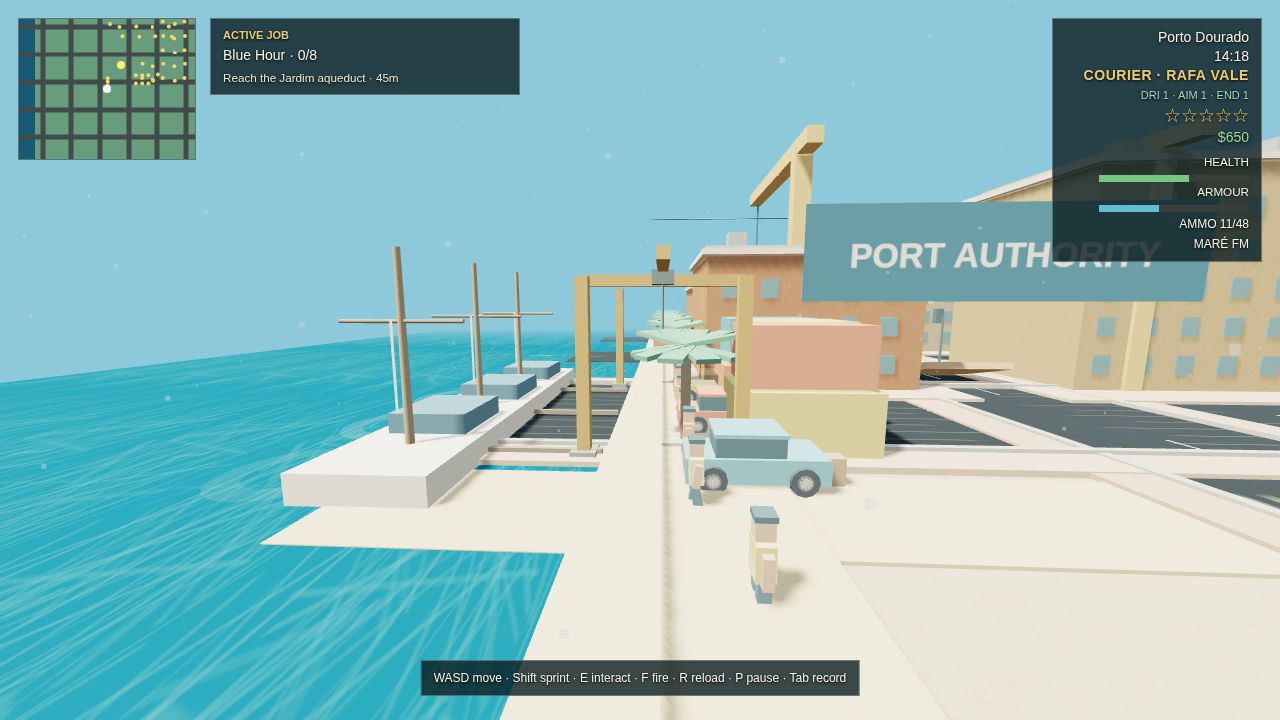 ACTIVE JOB
Blue Hour · 0/8
Reach the Jardim aqueduct · 45m
Porto Dourado
14:18
COURIER · RAFA VALE
DRI 1 · AIM 1 · END 1
☆☆☆☆☆
$650
HEALTH
ARMOUR
AMMO 11/48
MARÉ FM
PORT AUTHORITY
WASD move · Shift sprint · E interact · F fire · R reload · P pause · Tab record